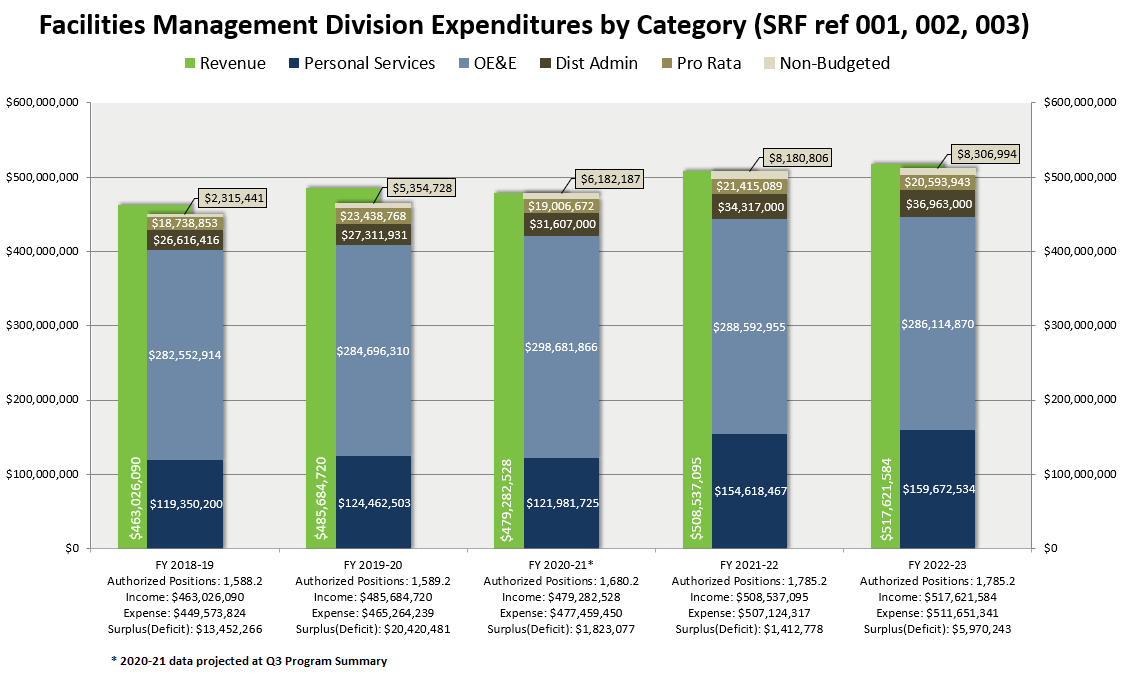 Facilities Management Division Expenditures by Category (SRF ref 001, 002, 003)
Revenue Personal Services OE&E Dist Admin Pro Rata Non-Budgeted
$600,000,000 $600,000,000
$500,000,000 $500,000,000
$400,000,000 $400,000,000
$300,000,000 $300,000,000
$200,000,000 $200,000,000
$100,000,000 $100,000,000
$0 $0
$2,315,441
$18,738,853
$26,616,416
$282,552,914
$119,350,200
$463,026,090
$5,354,728
$23,438,768
$27,311,931
$284,696,310
$124,462,503
$485,684,720
$6,182,187
$19,006,672
$31,607,000
$298,681,866
$121,981,725
$479,282,528
$8,180,806
$21,415,089
$34,317,000
$288,592,955
$154,618,467
$508,537,095
$8,306,994
$20,593,943
$36,963,000
$286,114,870
$159,672,534
$517,621,584
FY 2018-19
Authorized Positions: 1,588.2
Income: $463,026,090
Expense: $449,573,824
Surplus(Deficit): $13,452,266
FY 2019-20
Authorized Positions: 1,589.2
Income: $485,684,720
Expense: $465,264,239
Surplus(Deficit): $20,420,481
FY 2020-21*
Authorized Positions: 1,680.2
Income: $479,282,528
Expense: $477,459,450
Surplus(Deficit): $1,823,077
FY 2021-22
Authorized Positions: 1,785.2
Income: $508,537,095
Expense: $507,124,317
Surplus(Deficit): $1,412,778
FY 2022-23
Authorized Positions: 1,785.2
Income: $517,621,584
Expense: $511,651,341
Surplus(Deficit): $5,970,243
* 2020-21 data projected at Q3 Program Summary